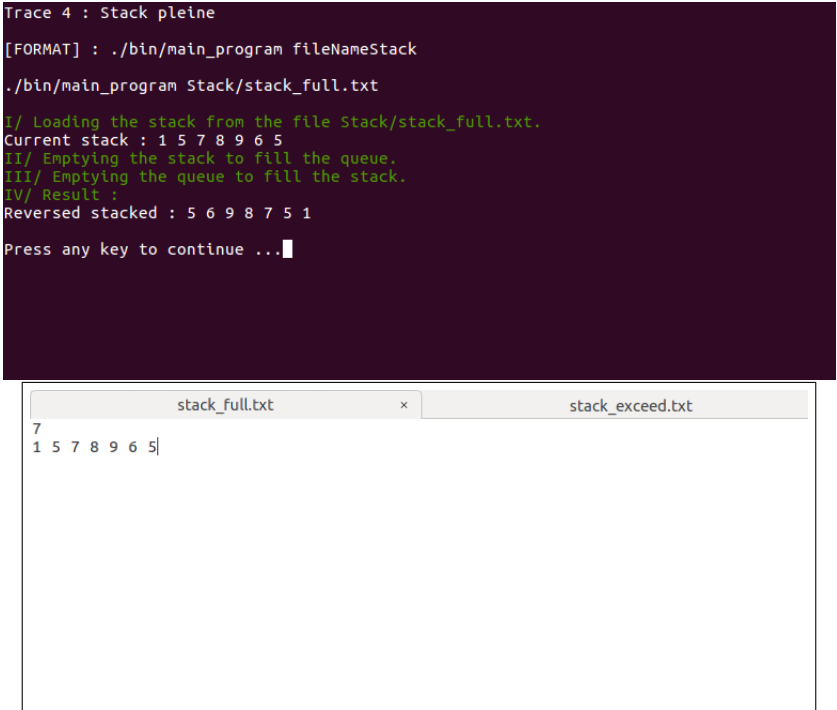 Trace 4 : Stack pleine
[FORMAT] : ./bin/main_program fileNameStack
./bin/main_program Stack/stack_full.txt
I/ Loading the stack from the file Stack/stack_full.txt.
Current stack : 1 5 7 8 9 6 5
II/ Emptying the stack to fill the queue.
III/ Emptying the queue to fill the stack.
IV/ Result :
Reversed stacked : 5 6 9 8 7 5 1
Press any key to continue ...
stack_full.txt × stack_exceed.txt
7
1 5 7 8 9 6 5